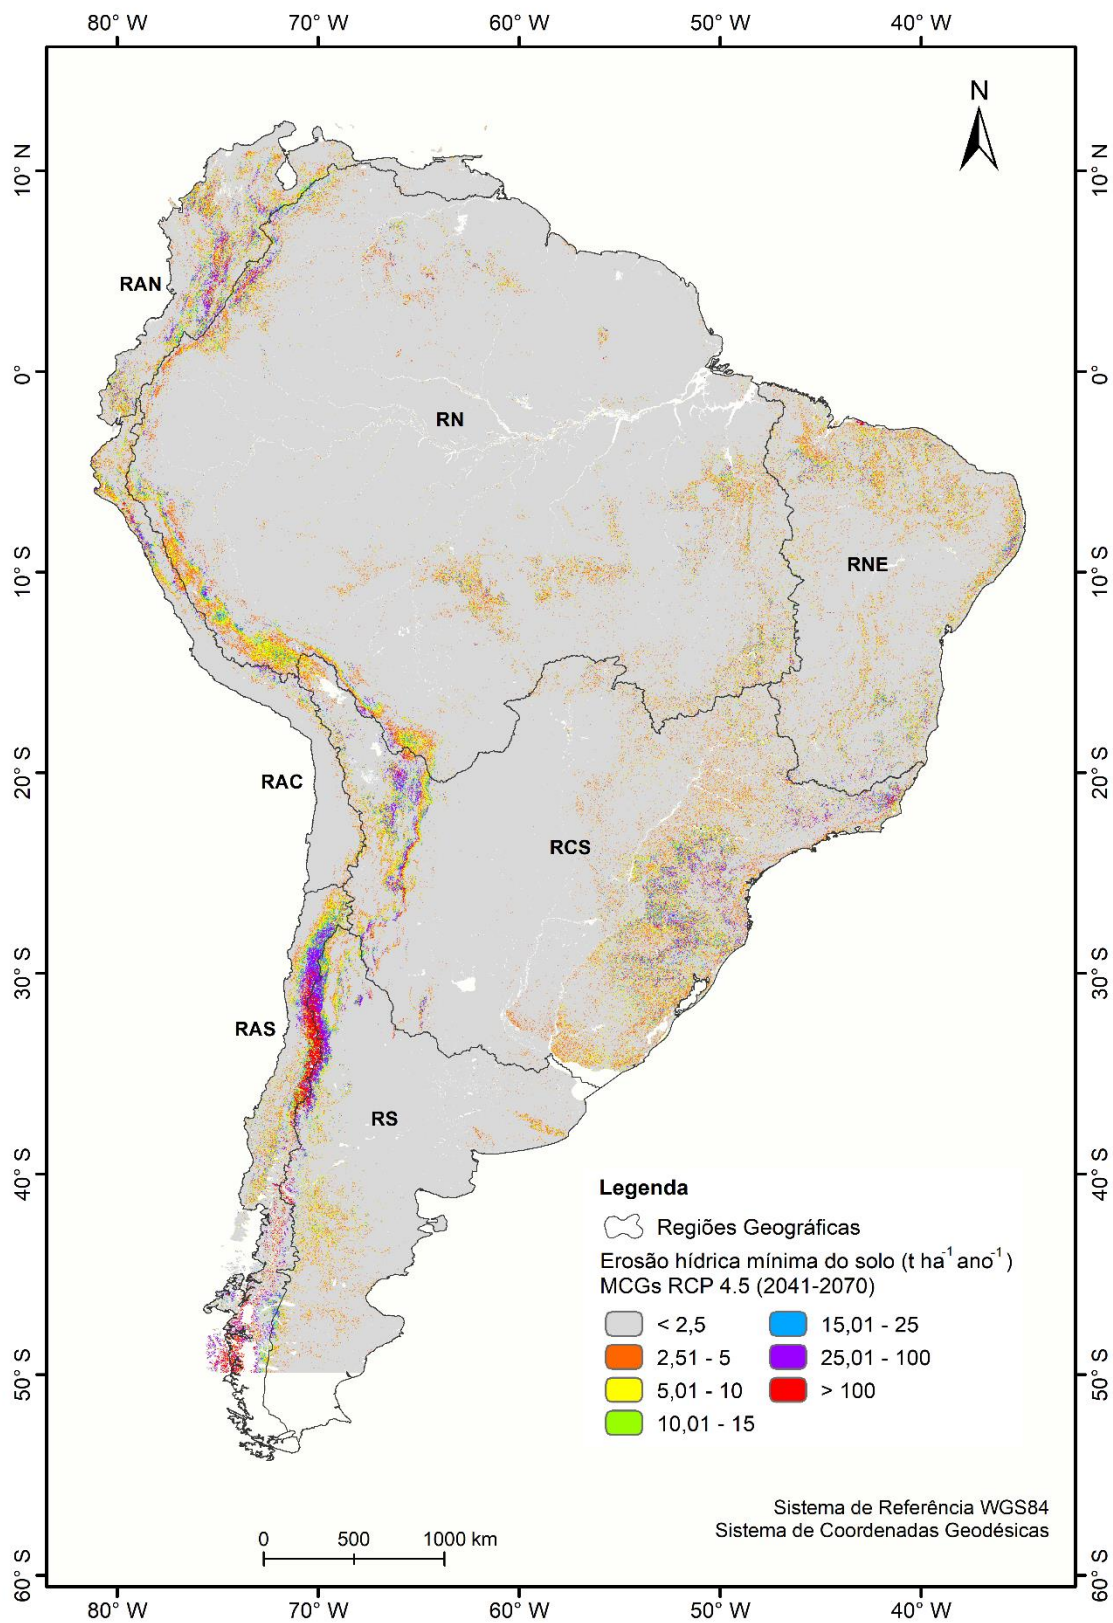 80° W 70° W 60° W 50° W 40° W
N
10° N 10° N
RAN
0° 0°
RN
RNE
10° S 10° S
20° S 20° S
RAC
RCS
30° S 30° S
RAS
RS
40° S 40° S
Legenda
Regiões Geográficas
Erosão hídrica mínima do solo (t ha⁻¹ ano⁻¹)
MCGs RCP 4.5 (2041-2070)
< 2,5 15,01 - 25
2,51 - 5 25,01 - 100
5,01 - 10 > 100
10,01 - 15
50° S 50° S
Sistema de Referência WGS84
Sistema de Coordenadas Geodésicas
0 500 1000 km
60° S 60° S
80° W 70° W 60° W 50° W 40° W